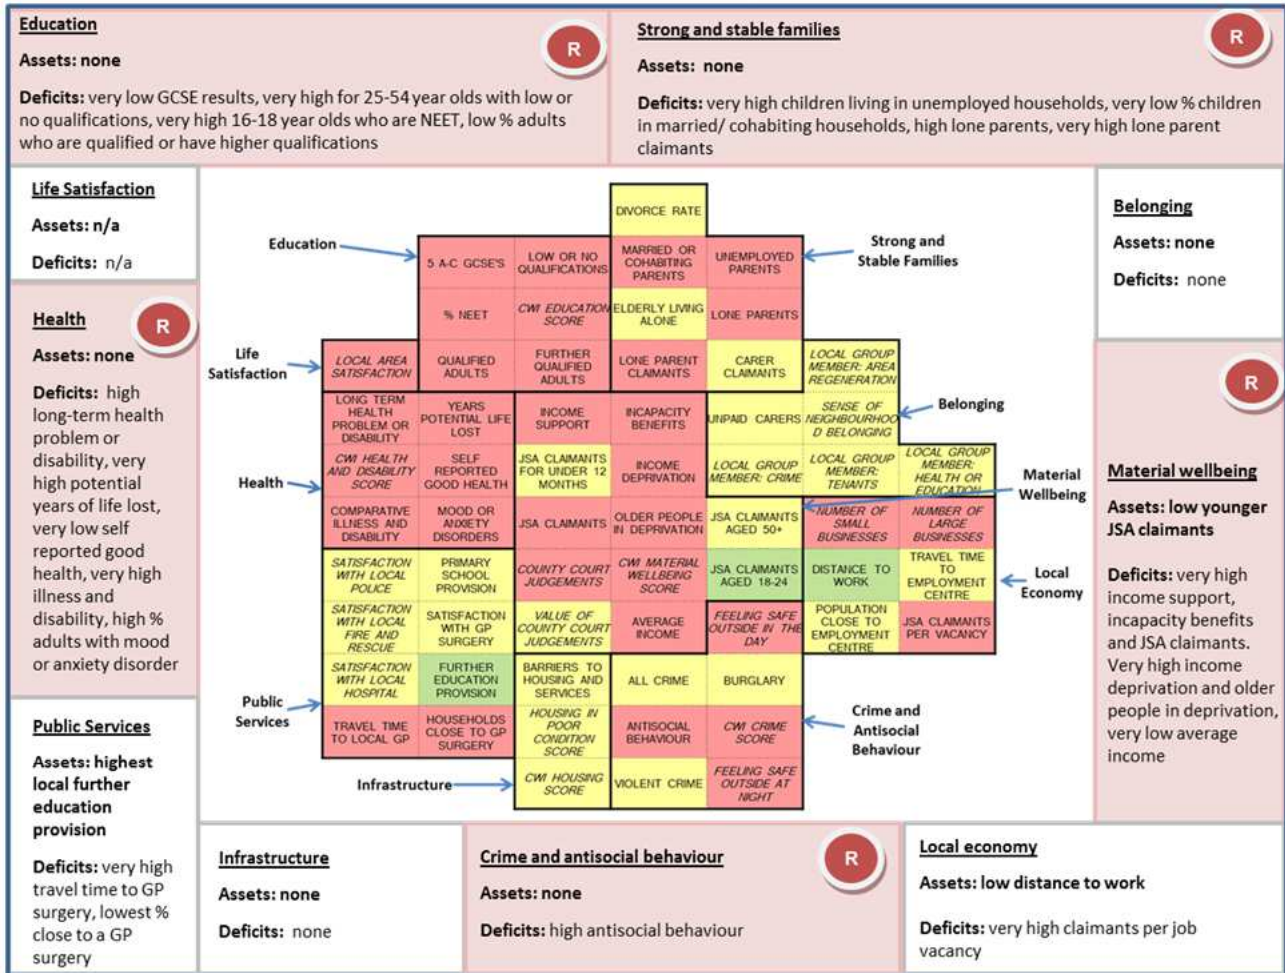 Education
R
Assets: none
Deficits: very low GCSE results, very high for 25-54 year olds with low or
no qualifications, very high 16-18 year olds who are NEET, low % adults
who are qualified or have higher qualifications
Strong and stable families
R
Assets: none
Deficits: very high children living in unemployed households, very low % children
in married/ cohabiting households, high lone parents, very high lone parent
claimants
Life Satisfaction
Assets: n/a
Deficits: n/a
Health
R
Assets: none
Deficits: high
long-term health
problem or
disability, very
high potential
years of life lost,
very low self
reported good
health, very high
illness and
disability, high %
adults with mood
or anxiety disorder
Public Services
Assets: highest
local further
education
provision
Deficits: very high
travel time to GP
surgery, lowest %
close to a GP
surgery
Education
Strong and
Stable Families
Life
Satisfaction
Belonging
Health
Material
Wellbeing
Local
Economy
Public
Services
Crime and
Antisocial
Behaviour
Infrastructure
DIVORCE RATE
5 A-C GCSE'S
LOW OR NO
QUALIFICATIONS
MARRIED OR
COHABITING
PARENTS
UNEMPLOYED
PARENTS
% NEET
CWI EDUCATION
SCORE
ELDERLY LIVING
ALONE
LONE PARENTS
LOCAL AREA
SATISFACTION
QUALIFIED
ADULTS
FURTHER
QUALIFIED
ADULTS
LONE PARENT
CLAIMANTS
CARER
CLAIMANTS
LOCAL GROUP
MEMBER: AREA
REGENERATION
LONG TERM
HEALTH
PROBLEM OR
DISABILITY
YEARS
POTENTIAL LIFE
LOST
INCOME
SUPPORT
INCAPACITY
BENEFITS
UNPAID CARERS
SENSE OF
NEIGHBOURHOO
D BELONGING
CWI HEALTH
AND DISABILITY
SCORE
SELF
REPORTED
GOOD HEALTH
JSA CLAIMANTS
FOR UNDER 12
MONTHS
INCOME
DEPRIVATION
LOCAL GROUP
MEMBER: CRIME
LOCAL GROUP
MEMBER:
TENANTS
LOCAL GROUP
MEMBER:
HEALTH OR
EDUCATION
COMPARATIVE
ILLNESS AND
DISABILITY
MOOD OR
ANXIETY
DISORDERS
JSA CLAIMANTS
OLDER PEOPLE
IN DEPRIVATION
JSA CLAIMANTS
AGED 50+
NUMBER OF
SMALL
BUSINESSES
NUMBER OF
LARGE
BUSINESSES
SATISFACTION
WITH LOCAL
POLICE
PRIMARY
SCHOOL
PROVISION
COUNTY COURT
JUDGEMENTS
CWI MATERIAL
WELLBEING
SCORE
JSA CLAIMANTS
AGED 18-24
DISTANCE TO
WORK
TRAVEL TIME
TO
EMPLOYMENT
CENTRE
SATISFACTION
WITH LOCAL
FIRE AND
RESCUE
SATISFACTION
WITH GP
SURGERY
VALUE OF
COUNTY COURT
JUDGEMENTS
AVERAGE
INCOME
FEELING SAFE
OUTSIDE IN THE
DAY
POPULATION
CLOSE TO
EMPLOYMENT
CENTRE
JSA CLAIMANTS
PER VACANCY
SATISFACTION
WITH LOCAL
HOSPITAL
FURTHER
EDUCATION
PROVISION
BARRIERS TO
HOUSING AND
SERVICES
ALL CRIME
BURGLARY
TRAVEL TIME
TO LOCAL GP
HOUSEHOLDS
CLOSE TO GP
SURGERY
HOUSING IN
POOR
CONDITION
SCORE
ANTISOCIAL
BEHAVIOUR
CWI CRIME
SCORE
CWI HOUSING
SCORE
VIOLENT CRIME
FEELING SAFE
OUTSIDE AT
NIGHT
Belonging
Assets: none
Deficits: none
R
Material wellbeing
Assets: low younger
JSA claimants
Deficits: very high
income support,
incapacity benefits
and JSA claimants.
Very high income
deprivation and older
people in deprivation,
very low average
income
Infrastructure
Assets: none
Deficits: none
Crime and antisocial behaviour
R
Assets: none
Deficits: high antisocial behaviour
Local economy
Assets: low distance to work
Deficits: very high claimants per job
vacancy